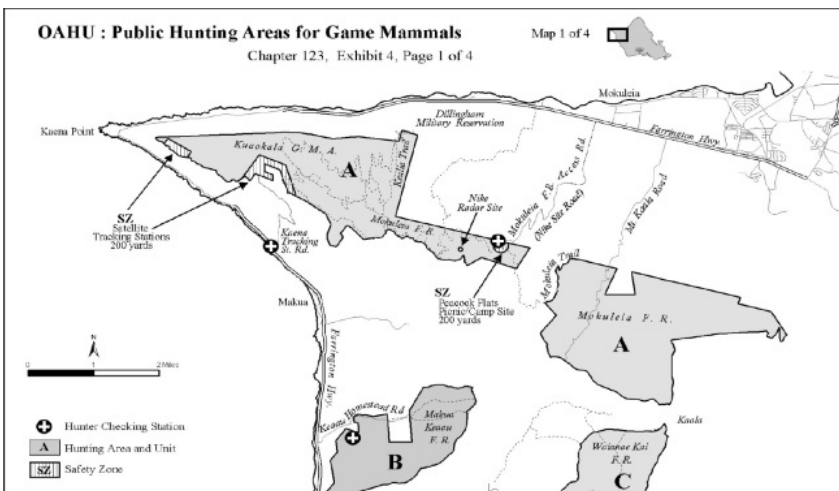 OAHU : Public Hunting Areas for Game Mammals
Chapter 123, Exhibit 4, Page 1 of 4
Map 1 of 4
Mokuleia
Kaena Point
Dillingham
Military Reservation
Farrington Hwy.
Kuaokala G. M. A.
A
Kealia Trail
SZ
Satellite
Tracking Stations
200 yards
Kaena
Tracking
St. Rd.
Mokuleia F. R.
Nike
Radar Site
Mokuleia F.R. Access Rd.
(Nike Site Road)
Mokuleia Trail
SZ
Peacock Flats
Picnic/Camp Site
200 yards
Makua
Mokuleia F. R.
A
N
0 1 2 Miles
Farrington Hwy.
Keaau Homestead Rd
Makua
Keaau
F. R.
B
Kaala
Waianae Kai
F. R.
C
Hunter Checking Station
A Hunting Area and Unit
SZ Safety Zone